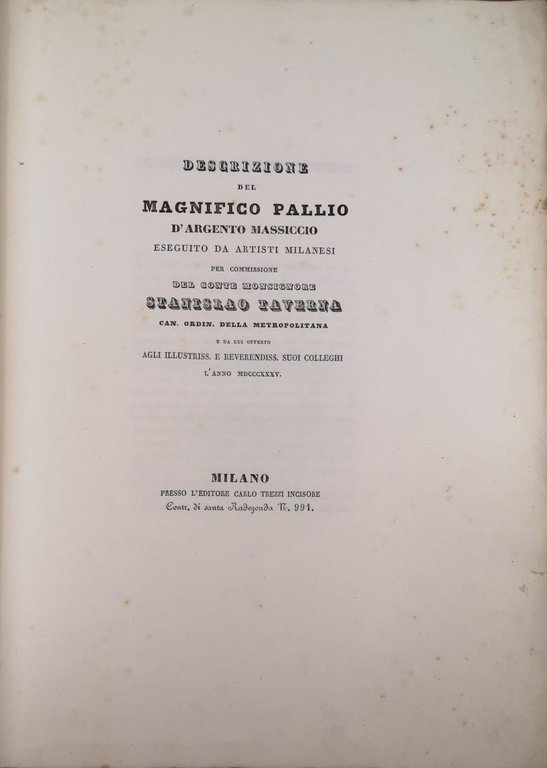 DESCRIZIONE
DEL
MAGNIFICO PALLIO
D'ARGENTO MASSICCIO
ESEGUITO DA ARTISTI MILANESI
PER COMMISSIONE
DEL CONTE MONSIGNORE
STANISLAO TAVERNA
CAN. ORDIN. DELLA METROPOLITANA
E DA LUI OFFERTO
AGLI ILLUSTRISS. E REVERENDISS. SUOI COLLEGHI
L'ANNO MDCCCXXXV.
MILANO
PRESSO L'EDITORE CARLO TREZZI INCISORE
Contr. di santa Radegonda N. 991.